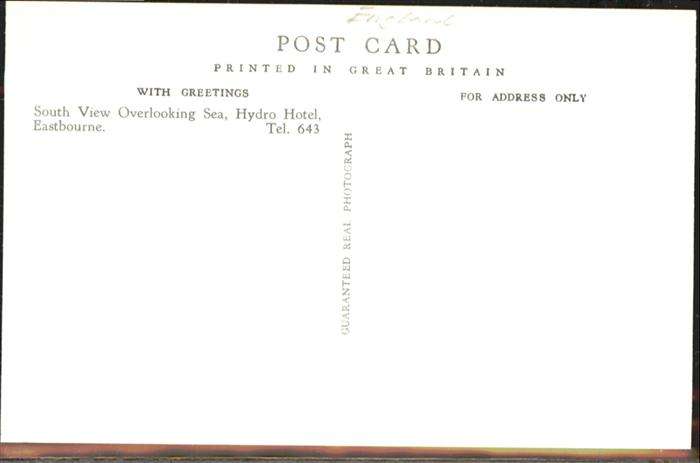 England
POST CARD
PRINTED IN GREAT BRITAIN
WITH GREETINGS
FOR ADDRESS ONLY
South View Overlooking Sea, Hydro Hotel,
Eastbourne. Tel. 643
GUARANTEED REAL PHOTOGRAPH